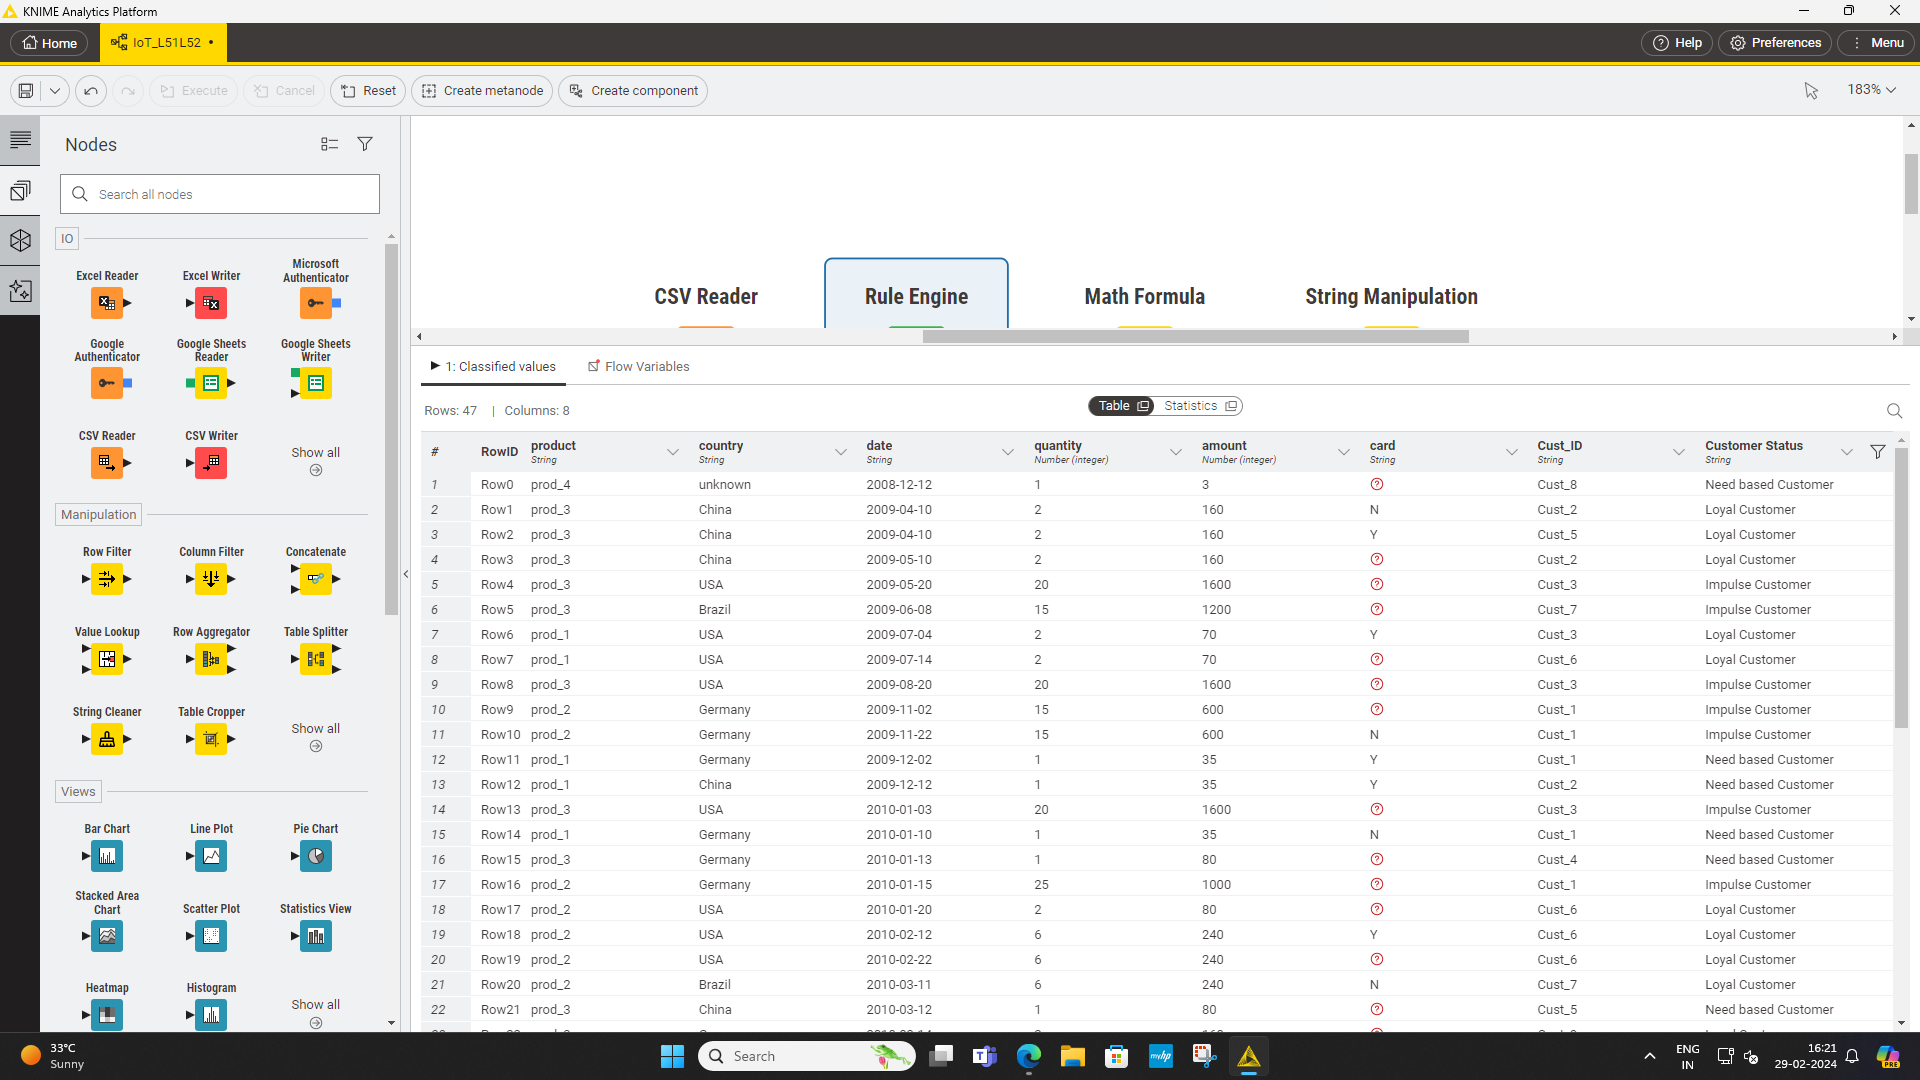 KNIME Analytics Platform
Home
IoT_L51L52
Help
Preferences
Menu
Execute
Cancel
Reset
Create metanode
Create component
183%
Nodes
Search all nodes
IO
Excel Reader
Excel Writer
Microsoft Authenticator
Google Authenticator
Google Sheets Reader
Google Sheets Writer
CSV Reader
CSV Writer
Show all
Manipulation
Row Filter
Column Filter
Concatenate
Value Lookup
Row Aggregator
Table Splitter
String Cleaner
Table Cropper
Show all
Views
Bar Chart
Line Plot
Pie Chart
Stacked Area Chart
Scatter Plot
Statistics View
Heatmap
Histogram
Show all
CSV Reader
Rule Engine
Math Formula
String Manipulation
1: Classified values
Flow Variables
Rows: 47 | Columns: 8
Table
Statistics
# RowID product country date quantity amount card Cust_ID Customer Status
String String String Number (integer) Number (integer) String String String
1 Row0 prod_4 unknown 2008-12-12 1 3 ? Cust_8 Need based Customer
2 Row1 prod_3 China 2009-04-10 2 160 N Cust_2 Loyal Customer
3 Row2 prod_3 China 2009-04-10 2 160 Y Cust_5 Loyal Customer
4 Row3 prod_3 China 2009-05-10 2 160 ? Cust_2 Loyal Customer
5 Row4 prod_3 USA 2009-05-20 20 1600 ? Cust_3 Impulse Customer
6 Row5 prod_3 Brazil 2009-06-08 15 1200 ? Cust_7 Impulse Customer
7 Row6 prod_1 USA 2009-07-04 2 70 Y Cust_3 Loyal Customer
8 Row7 prod_1 USA 2009-07-14 2 70 ? Cust_6 Loyal Customer
9 Row8 prod_3 USA 2009-08-20 20 1600 ? Cust_3 Impulse Customer
10 Row9 prod_2 Germany 2009-11-02 15 600 ? Cust_1 Impulse Customer
11 Row10 prod_2 Germany 2009-11-22 15 600 N Cust_1 Impulse Customer
12 Row11 prod_1 Germany 2009-12-02 1 35 Y Cust_1 Need based Customer
13 Row12 prod_1 China 2009-12-12 1 35 Y Cust_2 Need based Customer
14 Row13 prod_3 USA 2010-01-03 20 1600 ? Cust_3 Impulse Customer
15 Row14 prod_1 Germany 2010-01-10 1 35 N Cust_1 Need based Customer
16 Row15 prod_3 Germany 2010-01-13 1 80 ? Cust_4 Need based Customer
17 Row16 prod_2 Germany 2010-01-15 25 1000 ? Cust_1 Impulse Customer
18 Row17 prod_2 USA 2010-01-20 2 80 ? Cust_6 Loyal Customer
19 Row18 prod_2 USA 2010-02-12 6 240 Y Cust_6 Loyal Customer
20 Row19 prod_2 USA 2010-02-22 6 240 ? Cust_6 Loyal Customer
21 Row20 prod_2 Brazil 2010-03-11 6 240 N Cust_7 Loyal Customer
22 Row21 prod_3 China 2010-03-12 1 80 ? Cust_5 Need based Customer
33°C
Sunny
Search
myhp
ENG
IN
16:21
29-02-2024
PRE